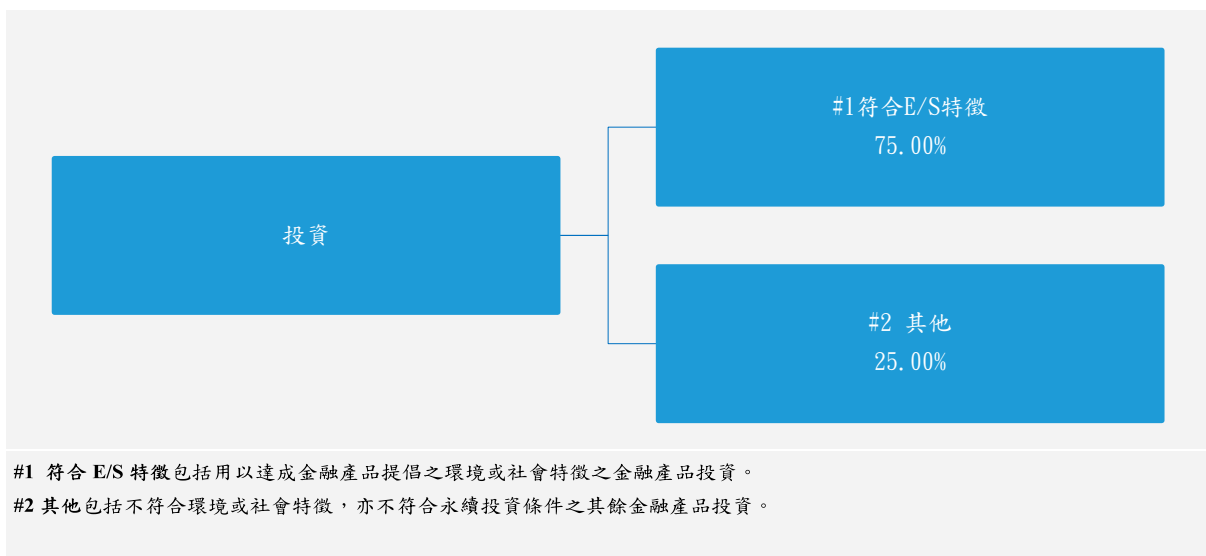 投資
#1符合E/S特徵
75.00%
#2 其他
25.00%
#1 符合 E/S 特徵包括用以達成金融產品提倡之環境或社會特徵之金融產品投資。
#2 其他包括不符合環境或社會特徵，亦不符合永續投資條件之其餘金融產品投資。